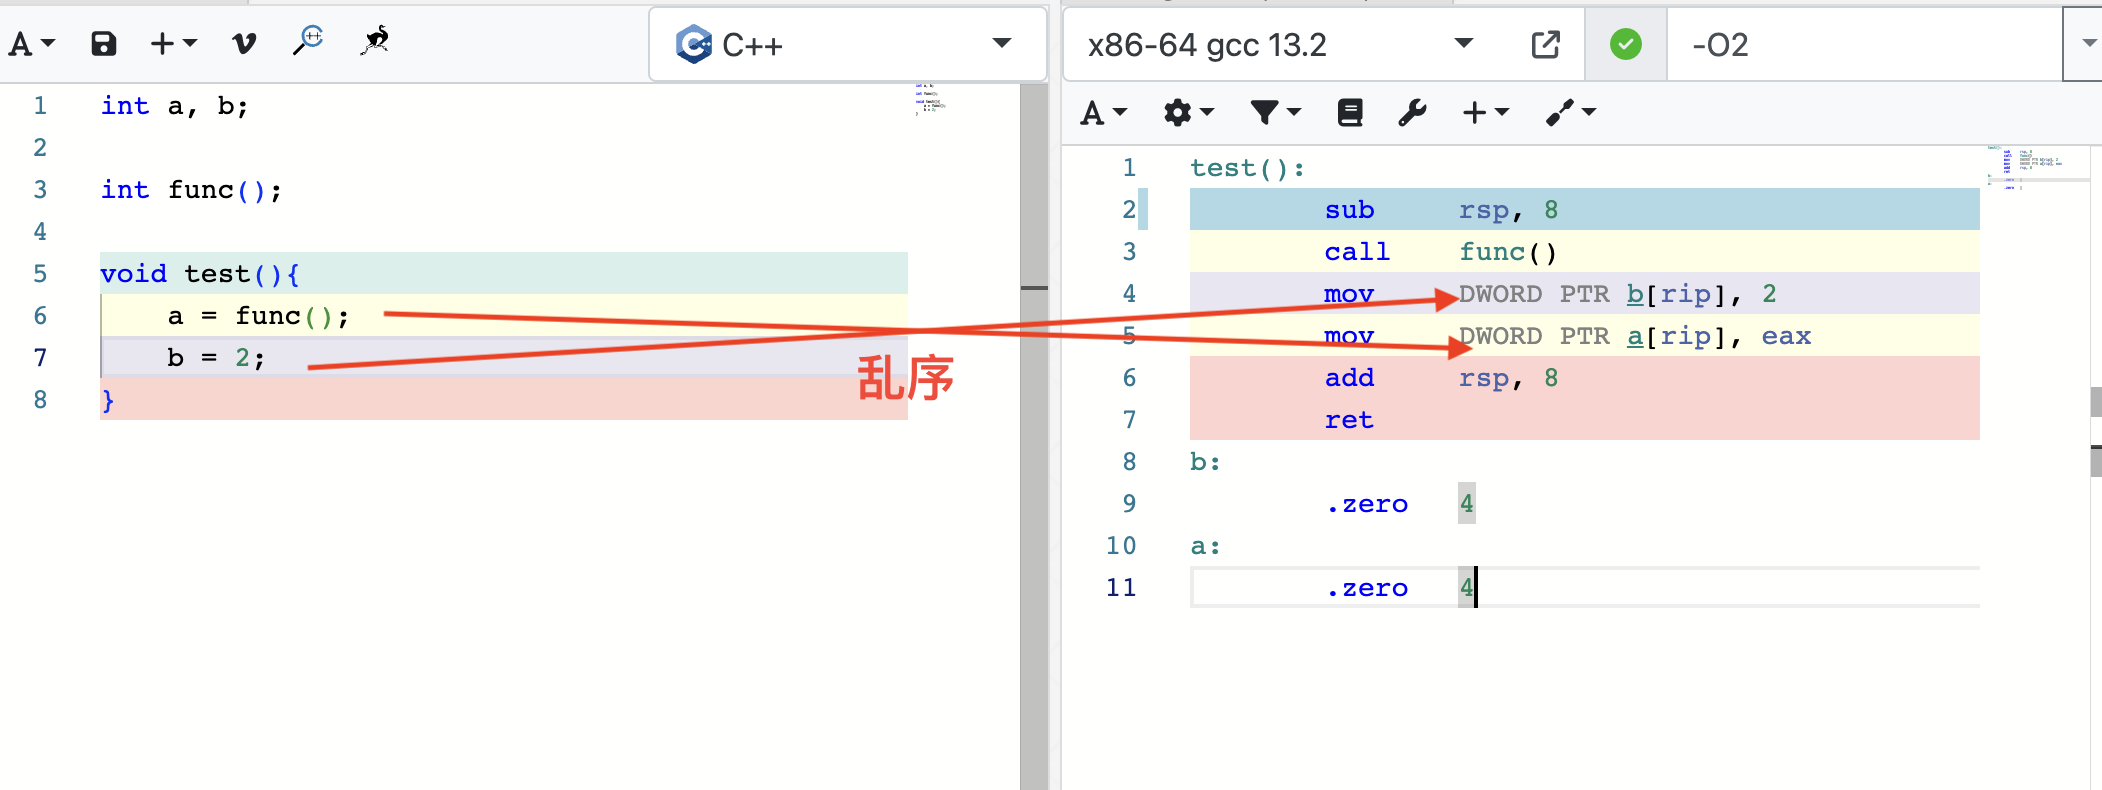 C++
x86-64 gcc 13.2
-O2
1 int a, b;
2
3 int func();
4
5 void test(){
6 a = func();
7 b = 2;
8 }
乱序
1 test():
2 sub rsp, 8
3 call func()
4 mov DWORD PTR b[rip], 2
5 mov DWORD PTR a[rip], eax
6 add rsp, 8
7 ret
8 b:
9 .zero 4
10 a:
11 .zero 4